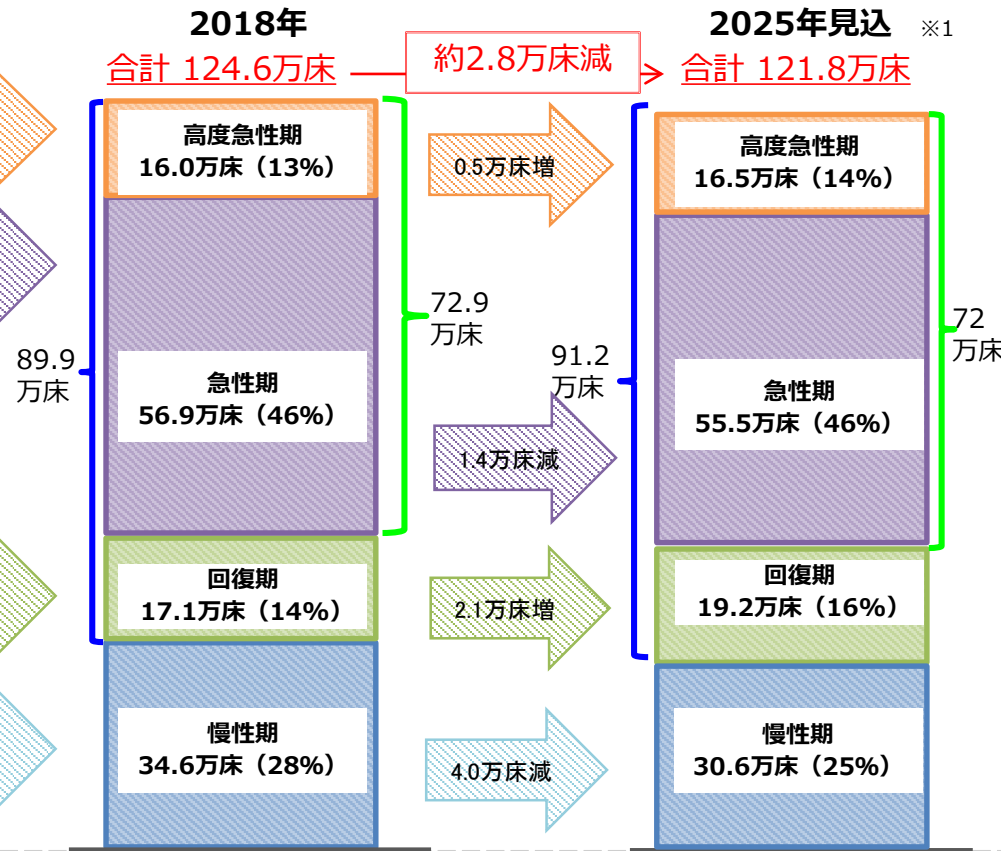 2018年
2025年見込 ※1
合計 124.6万床
約2.8万床減
合計 121.8万床
高度急性期
16.0万床（13%）
0.5万床増
高度急性期
16.5万床（14%）
72.9
万床
72
万床
89.9
万床
91.2
万床
急性期
56.9万床（46%）
1.4万床減
急性期
55.5万床（46%）
回復期
17.1万床（14%）
2.1万床増
回復期
19.2万床（16%）
慢性期
34.6万床（28%）
4.0万床減
慢性期
30.6万床（25%）